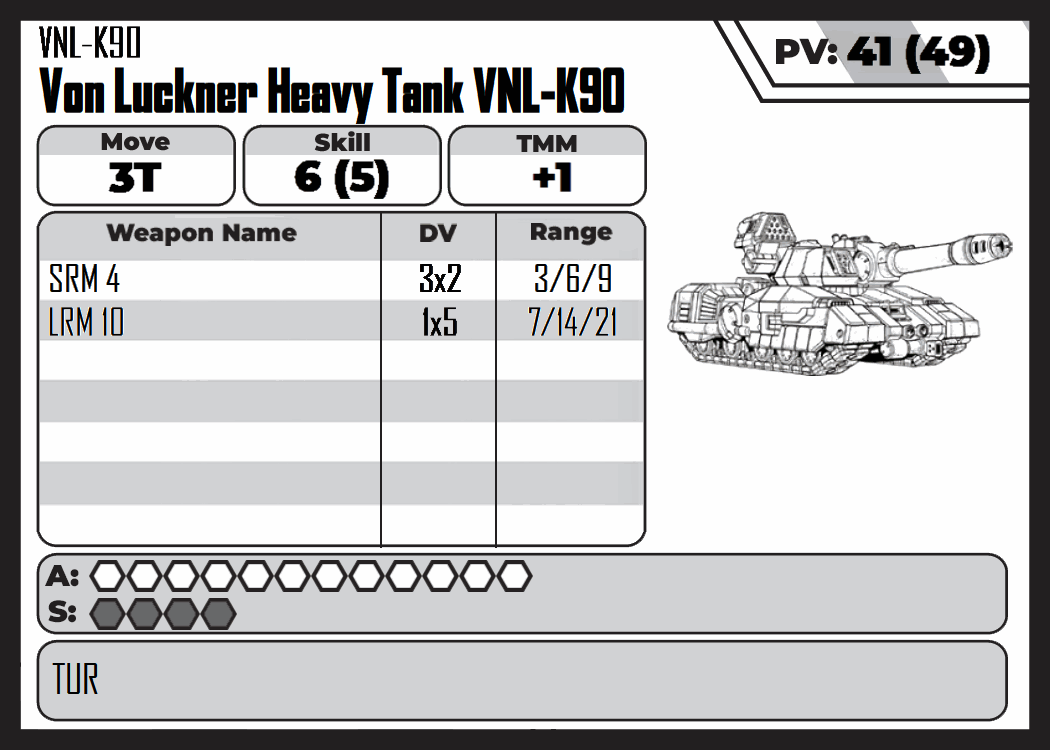 VNL-K90
PV: 41 (49)
Von Luckner Heavy Tank VNL-K90
Move Skill TMM
3T 6 (5) +1
Weapon Name DV Range
SRM 4 3x2 3/6/9
LRM 10 1x5 7/14/21
A:
S:
TUR